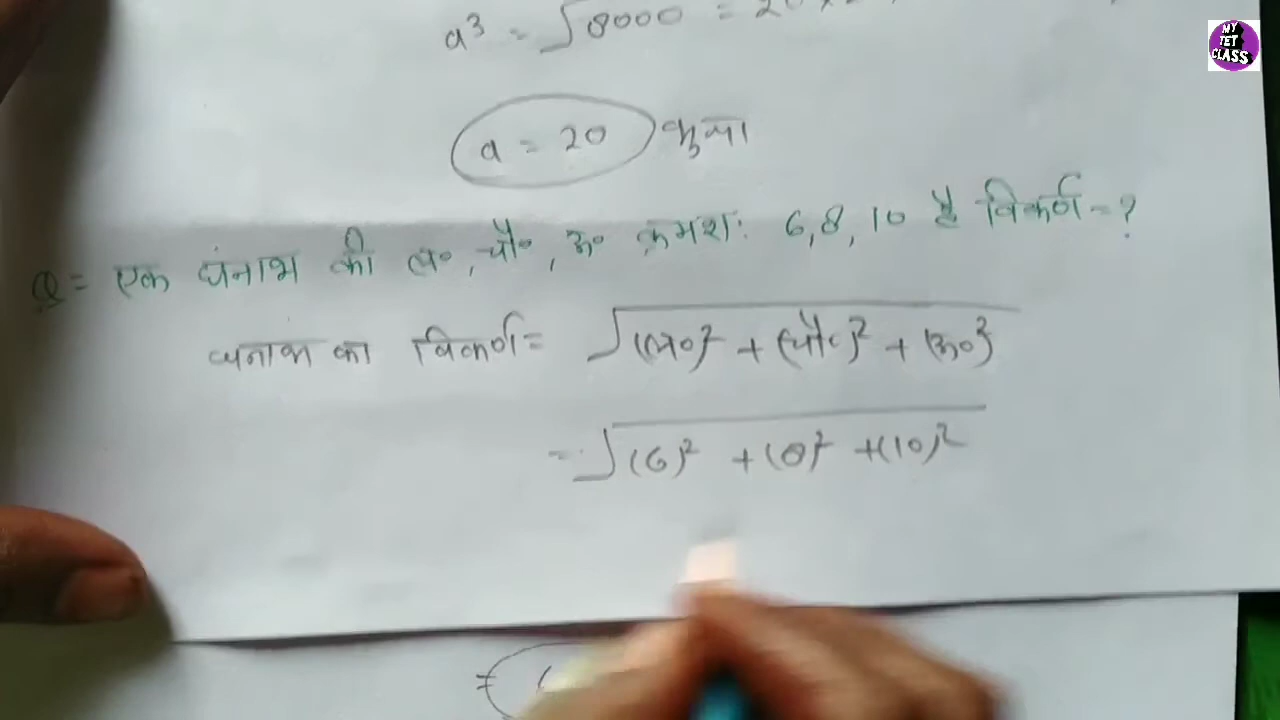 MY TET CLASS
a³ = √8000 = 20
a = 20 भुजा
Q = एक घंनाभ की ल०, चौ०, ऊ० क्रमशः 6, 8, 10 है विकर्ण = ?
घनाभ का विकर्ण = √(ल०)² + (चौ०)² + (ऊ०)²
= √(6)² + (8)² + (10)²
=